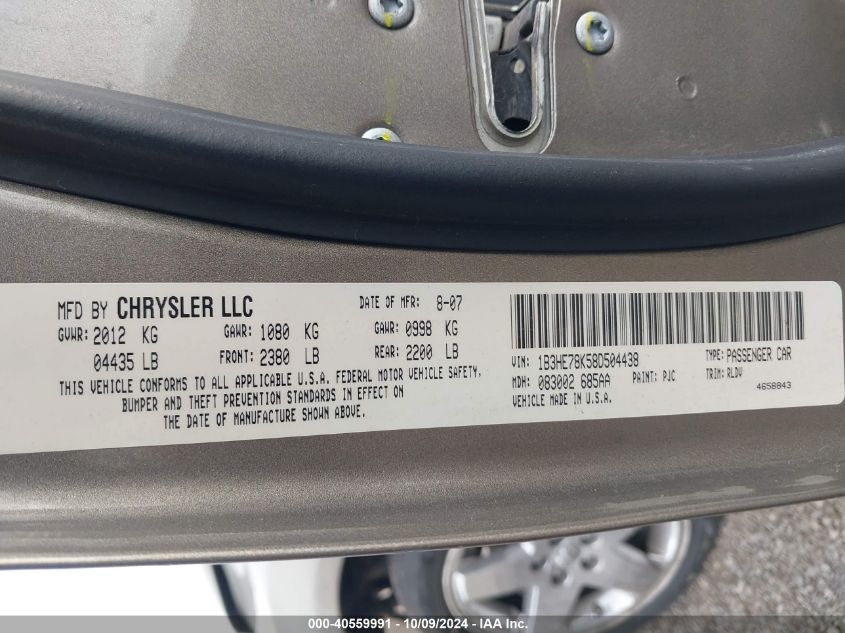 MFD BY CHRYSLER LLC DATE OF MFR: 8-07
GVWR: 2012 KG GAWR: 1080 KG GAWR: 0998 KG
04435 LB FRONT: 2380 LB REAR: 2200 LB
THIS VEHICLE CONFORMS TO ALL APPLICABLE U.S.A. FEDERAL MOTOR VEHICLE SAFETY,
BUMPER AND THEFT PREVENTION STANDARDS IN EFFECT ON
THE DATE OF MANUFACTURE SHOWN ABOVE.
VIN: 1B3HE78K58D504438 TYPE: PASSENGER CAR
MDH: 083002 685AA PAINT: PJC TRIM: RLDV
VEHICLE MADE IN U.S.A. 4658843
000-40559991 - 10/09/2024 - IAA Inc.